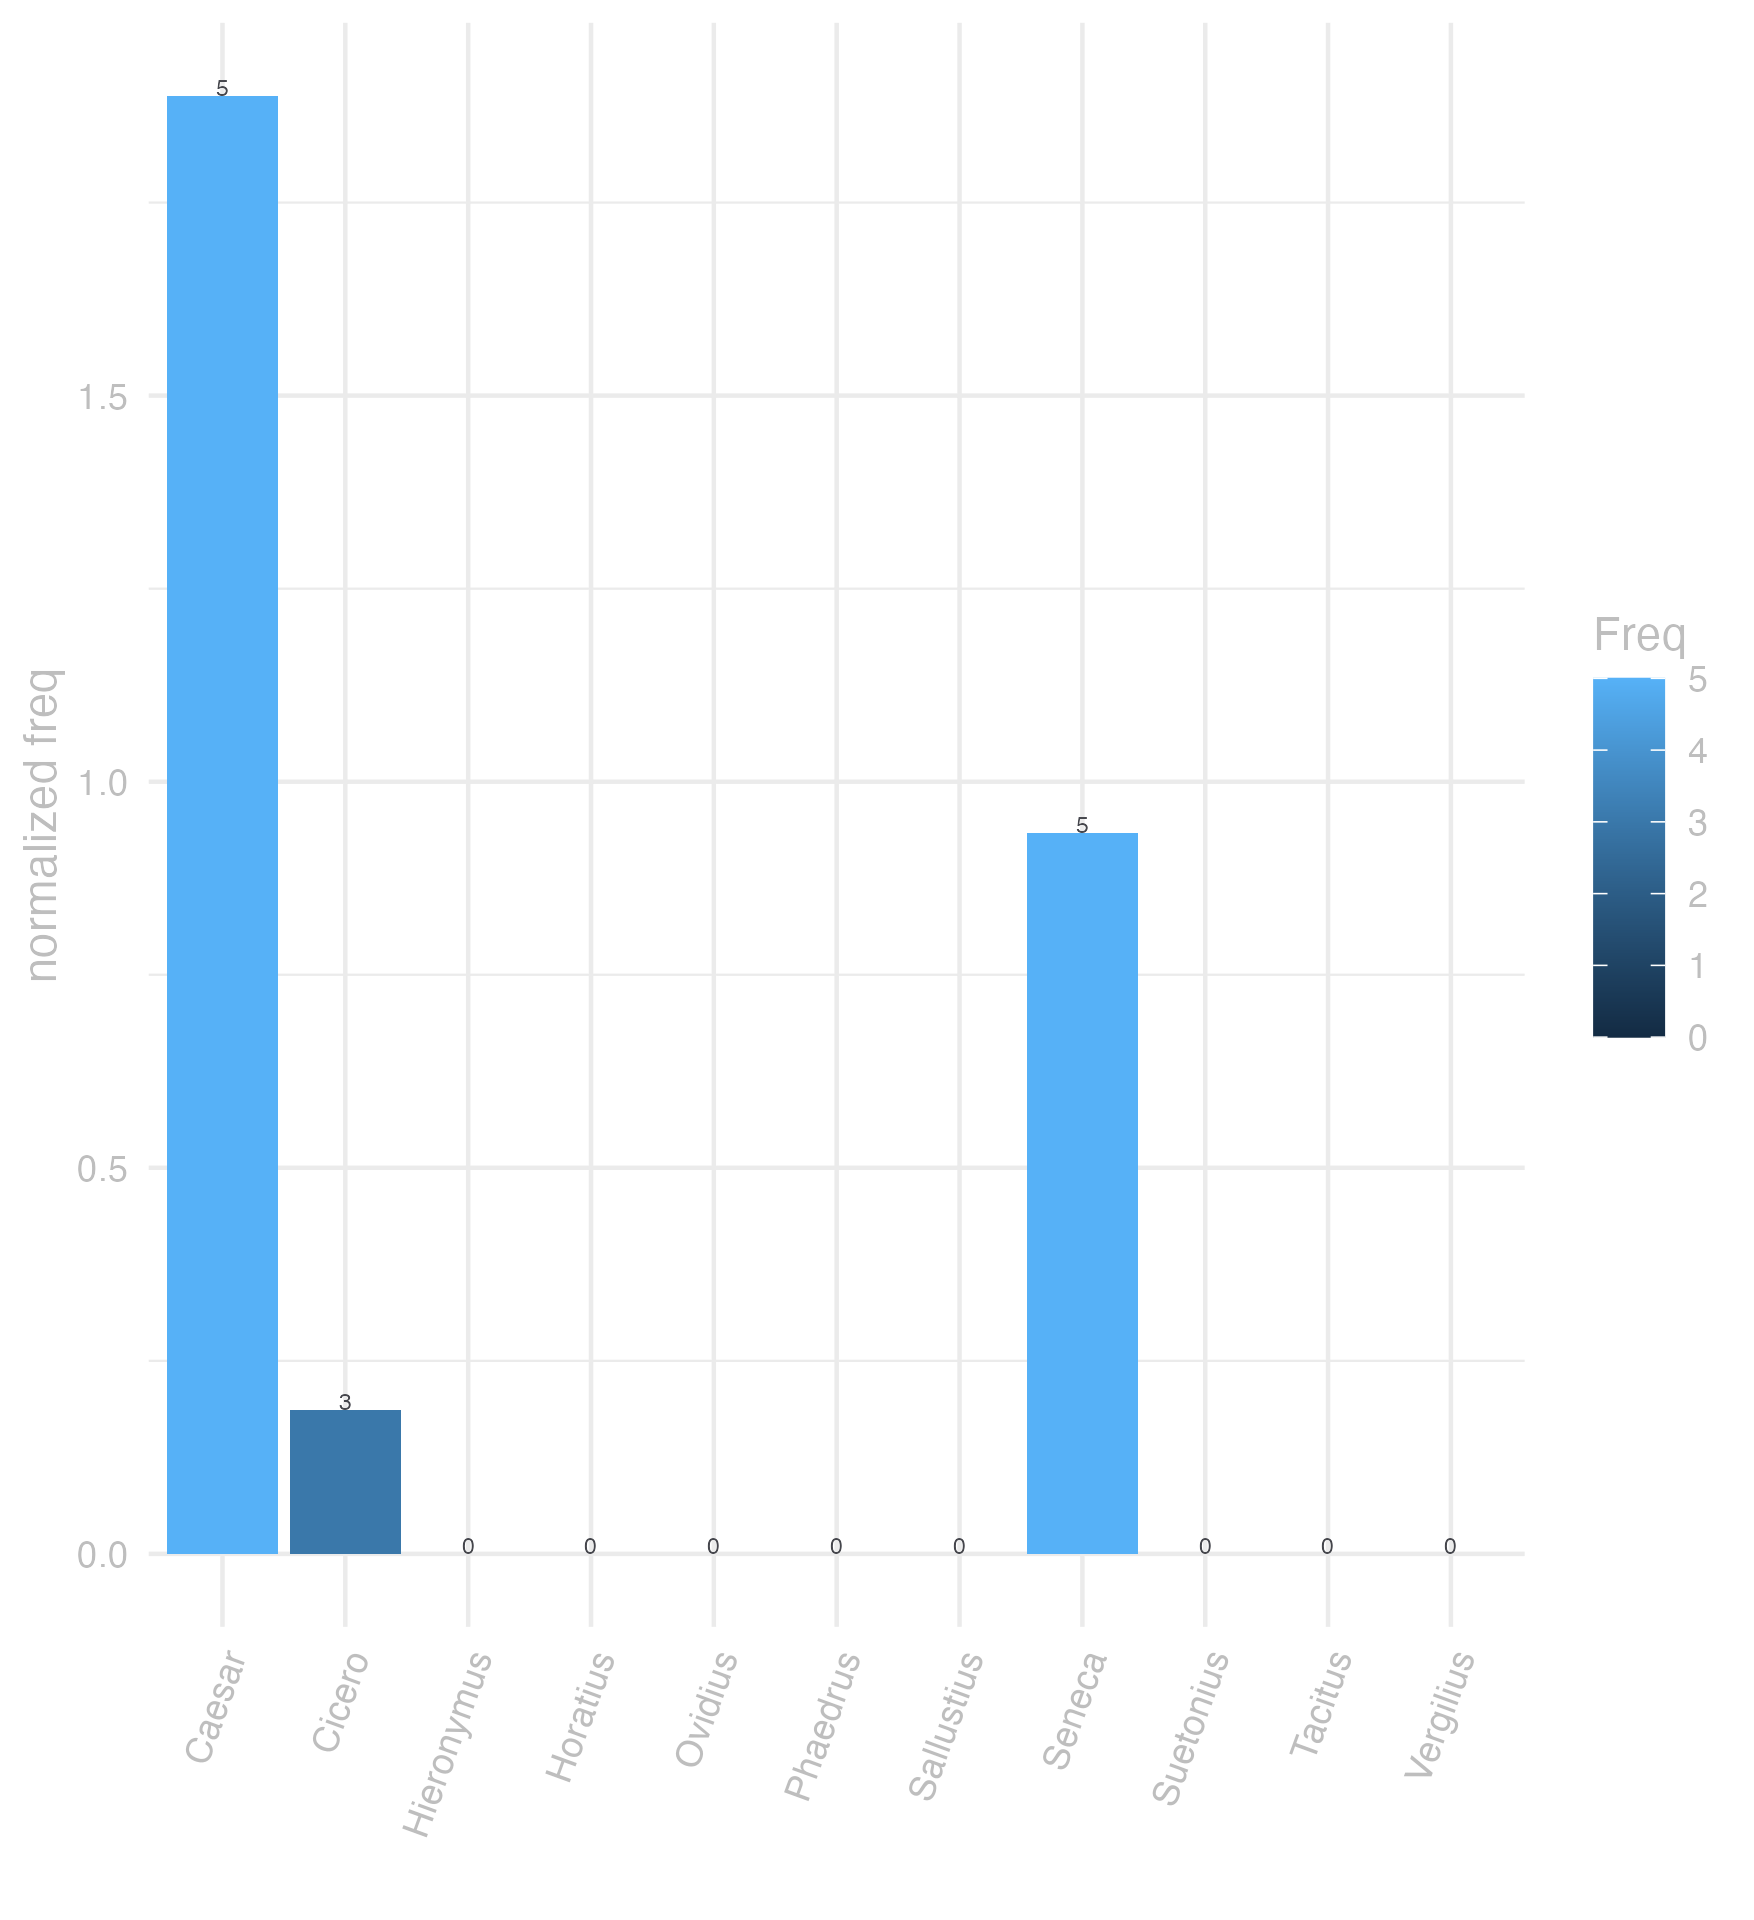 5
1.5
1.0
0.5
0.0
normalized freq
3
0
0
0
0
0
5
0
0
0
Caesar
Cicero
Hieronymus
Horatius
Ovidius
Phaedrus
Sallustius
Seneca
Suetonius
Tacitus
Vergilius
Freq
5
4
3
2
1
0